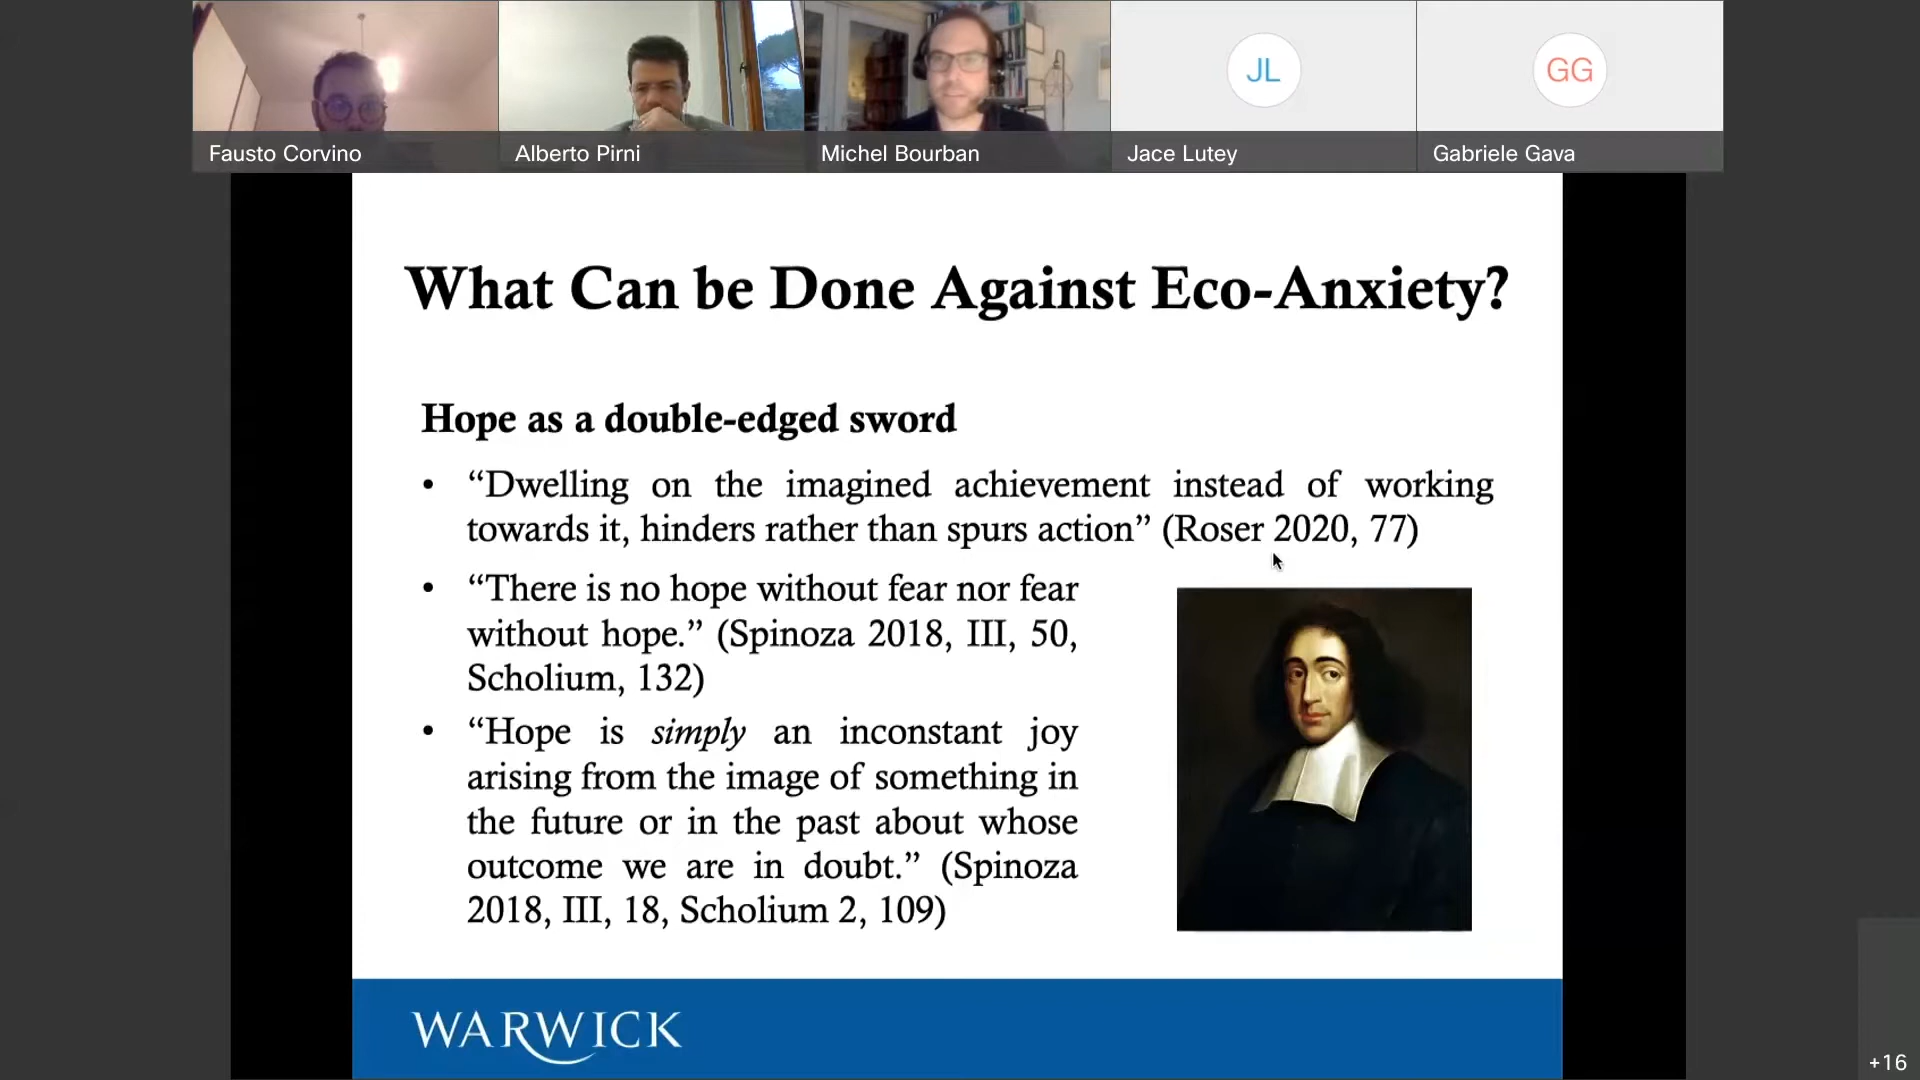 JL
GG
Fausto Corvino
Alberto Pirni
Michel Bourban
Jace Lutey
Gabriele Gava
What Can be Done Against Eco-Anxiety?
Hope as a double-edged sword
• “Dwelling on the imagined achievement instead of working
towards it, hinders rather than spurs action” (Roser 2020, 77)
• “There is no hope without fear nor fear
without hope.” (Spinoza 2018, III, 50,
Scholium, 132)
• “Hope is simply an inconstant joy
arising from the image of something in
the future or in the past about whose
outcome we are in doubt.” (Spinoza
2018, III, 18, Scholium 2, 109)
WARWICK
+16